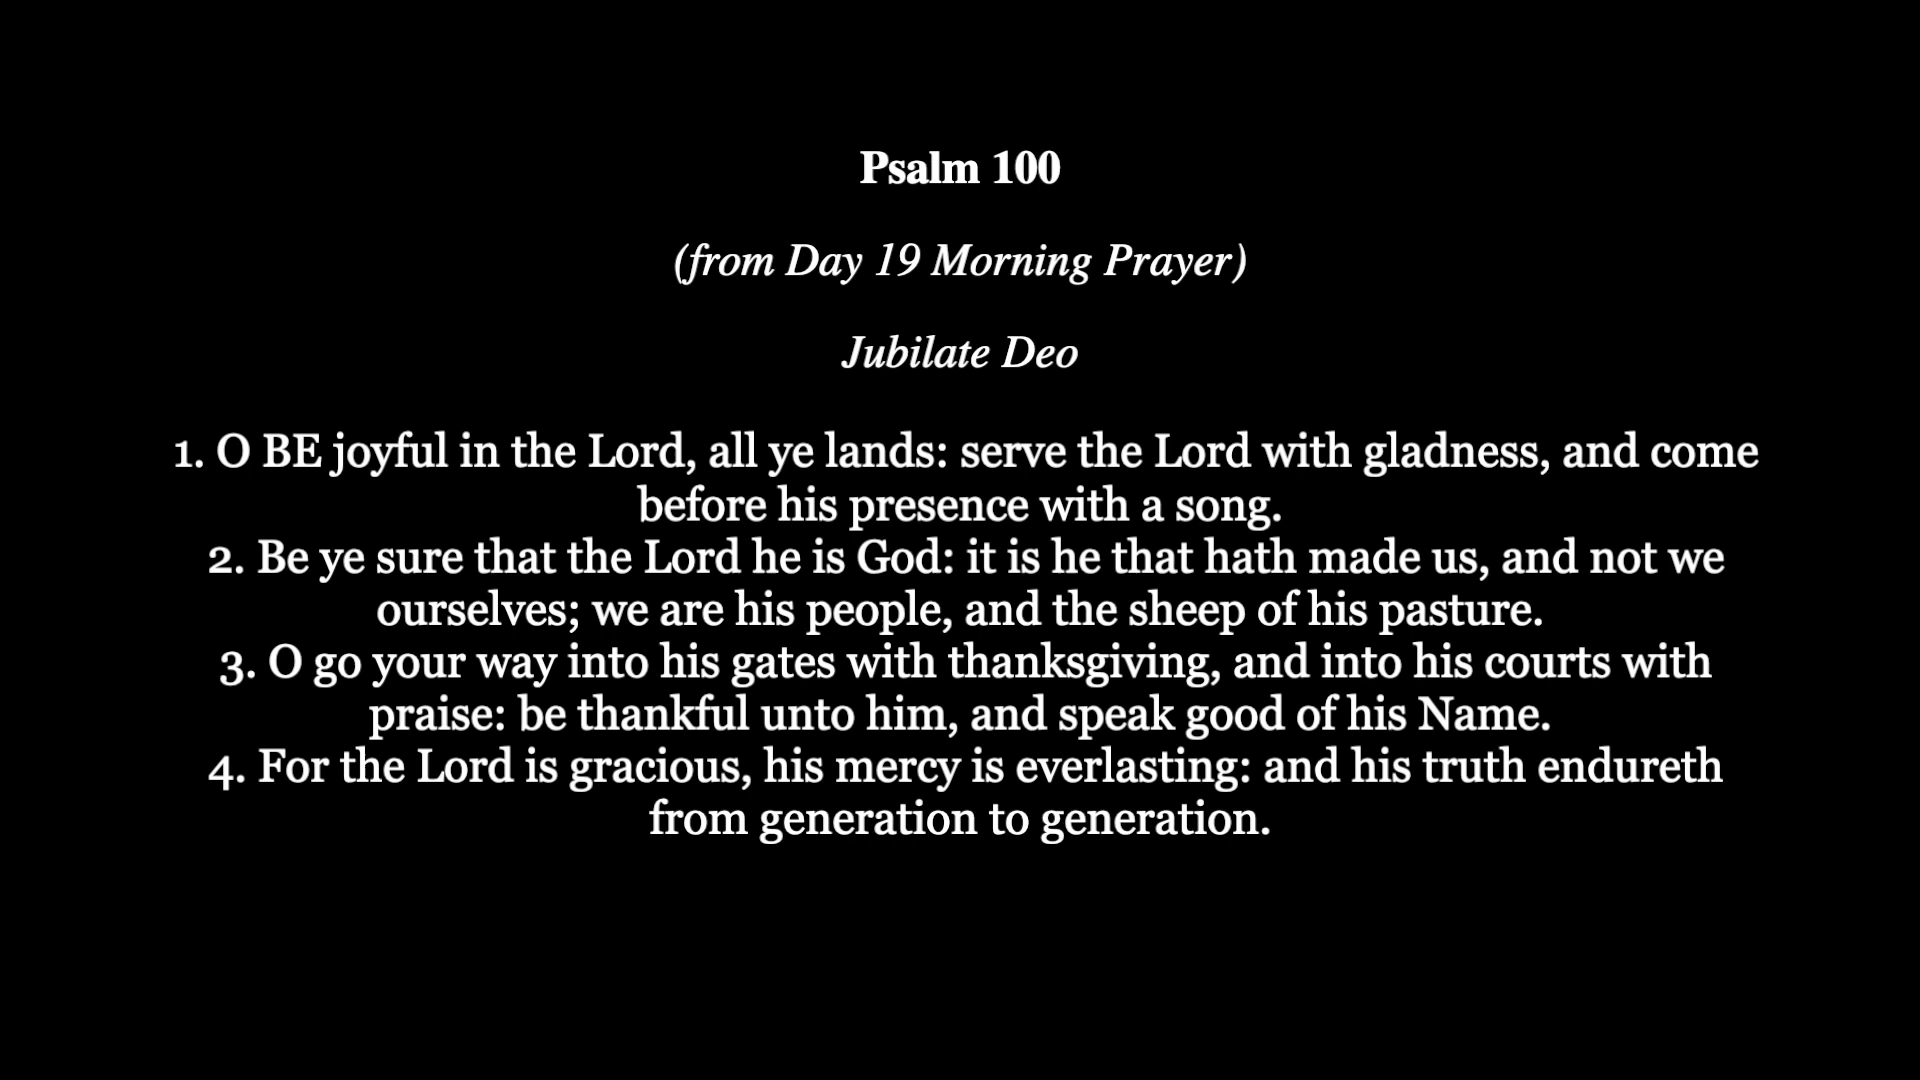 Psalm 100
(from Day 19 Morning Prayer)
Jubilate Deo
1. O BE joyful in the Lord, all ye lands: serve the Lord with gladness, and come
before his presence with a song.
2. Be ye sure that the Lord he is God: it is he that hath made us, and not we
ourselves; we are his people, and the sheep of his pasture.
3. O go your way into his gates with thanksgiving, and into his courts with
praise: be thankful unto him, and speak good of his Name.
4. For the Lord is gracious, his mercy is everlasting: and his truth endureth
from generation to generation.